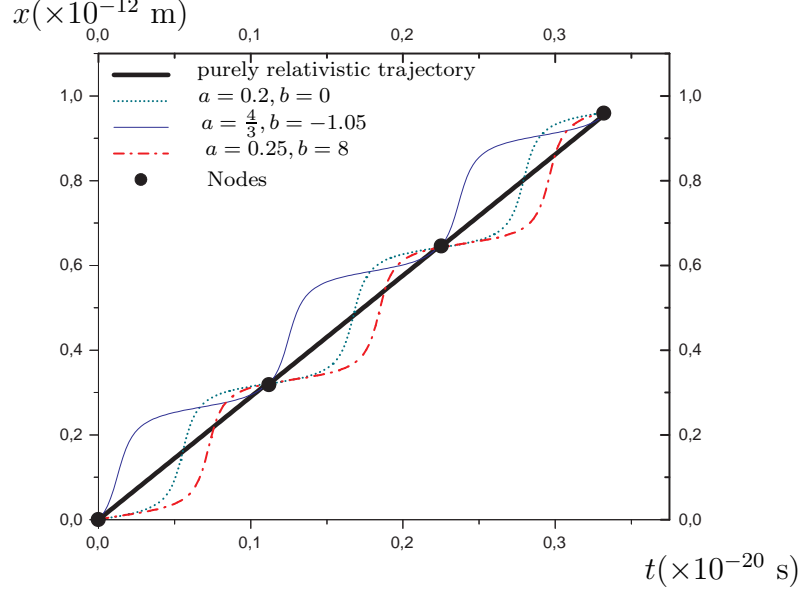 x(×10⁻¹² m)
0,0 0,1 0,2 0,3
purely relativistic trajectory
a = 0.2, b = 0
a = 4/3, b = −1.05
a = 0.25, b = 8
Nodes
1,0 1,0
0,8 0,8
0,6 0,6
0,4 0,4
0,2 0,2
0,0 0,0
0,0 0,1 0,2 0,3
t(×10⁻²⁰ s)